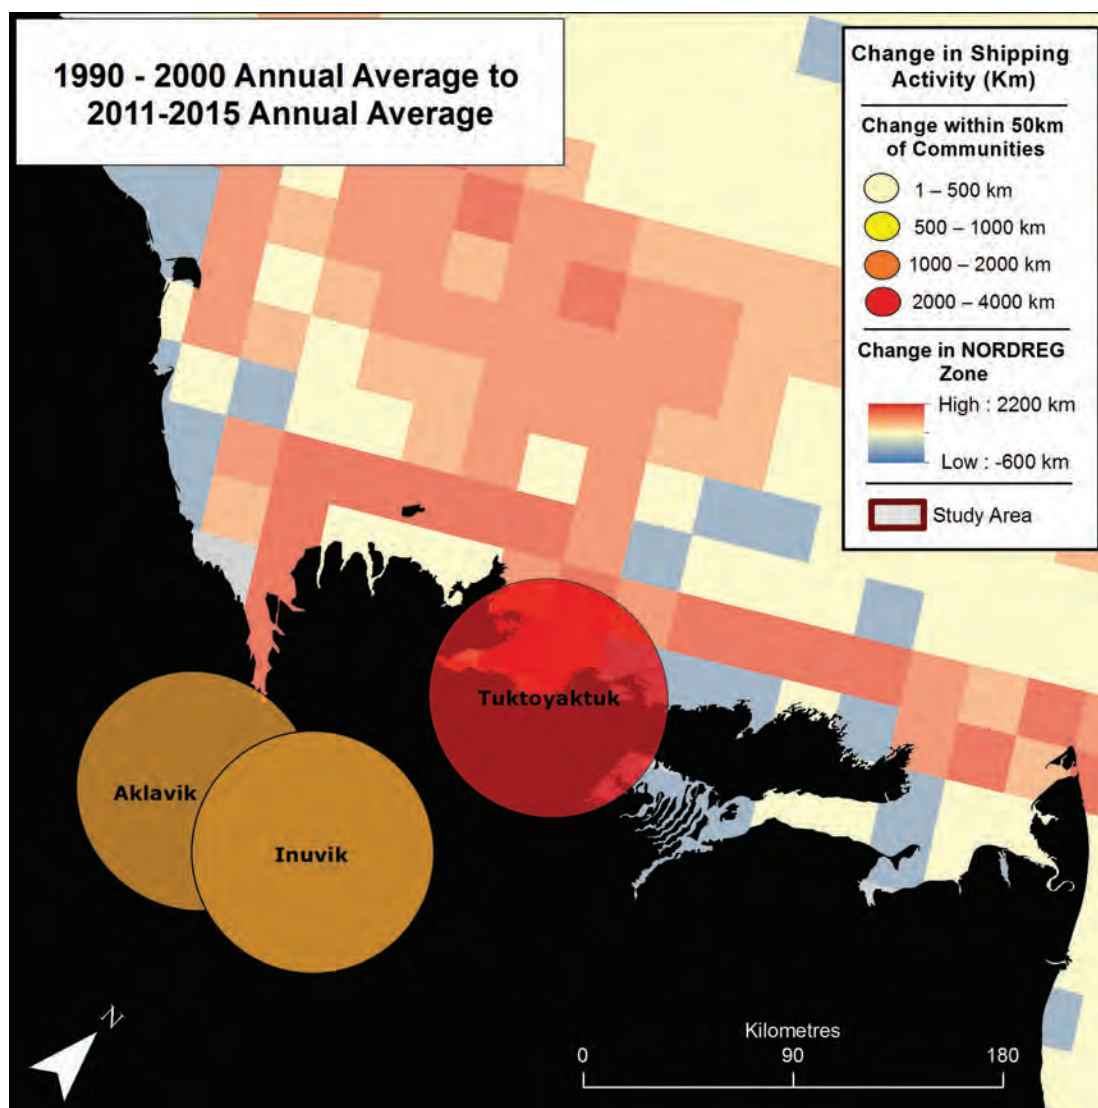 1990 - 2000 Annual Average to
2011-2015 Annual Average
Change in Shipping
Activity (Km)
Change within 50km
of Communities
1 – 500 km
500 – 1000 km
1000 – 2000 km
2000 – 4000 km
Change in NORDREG
Zone
High : 2200 km
Low : -600 km
Study Area
Tuktoyaktuk
Aklavik
Inuvik
N
Kilometres
0 90 180